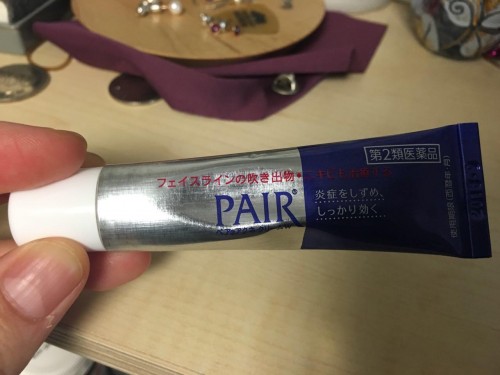 第2類医薬品
フェイスラインの吹き出物・
PAIR®
炎症をしずめ、
しっかり効く